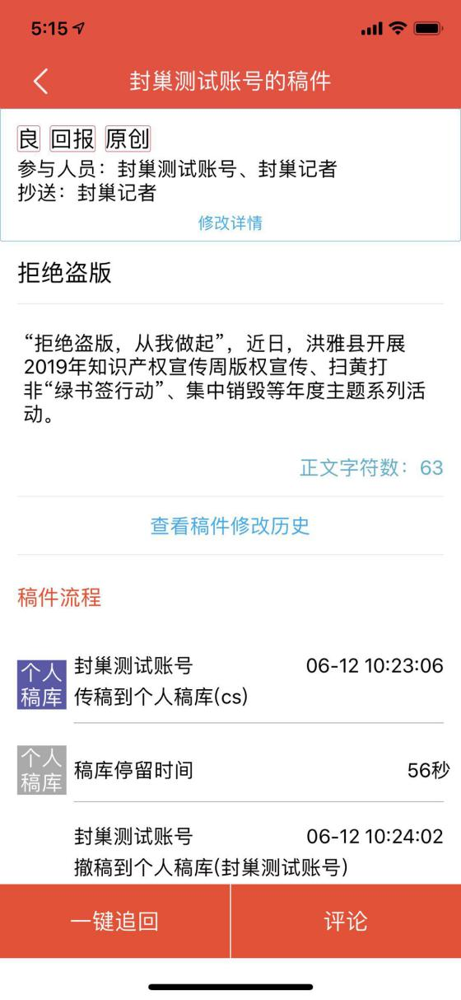 5:15
封巢测试账号的稿件
良 回报 原创
参与人员：封巢测试账号、封巢记者
抄送：封巢记者
修改详情
拒绝盗版
“拒绝盗版，从我做起”，近日，洪雅县开展
2019年知识产权宣传周版权宣传、扫黄打
非“绿书签行动”、集中销毁等年度主题系列活
动。
正文字符数：63
查看稿件修改历史
稿件流程
个人
稿库
封巢测试账号 06-12 10:23:06
传稿到个人稿库(cs)
个人
稿库
稿库停留时间 56秒
封巢测试账号 06-12 10:24:02
撤稿到个人稿库(封巢测试账号)
一键追回 评论